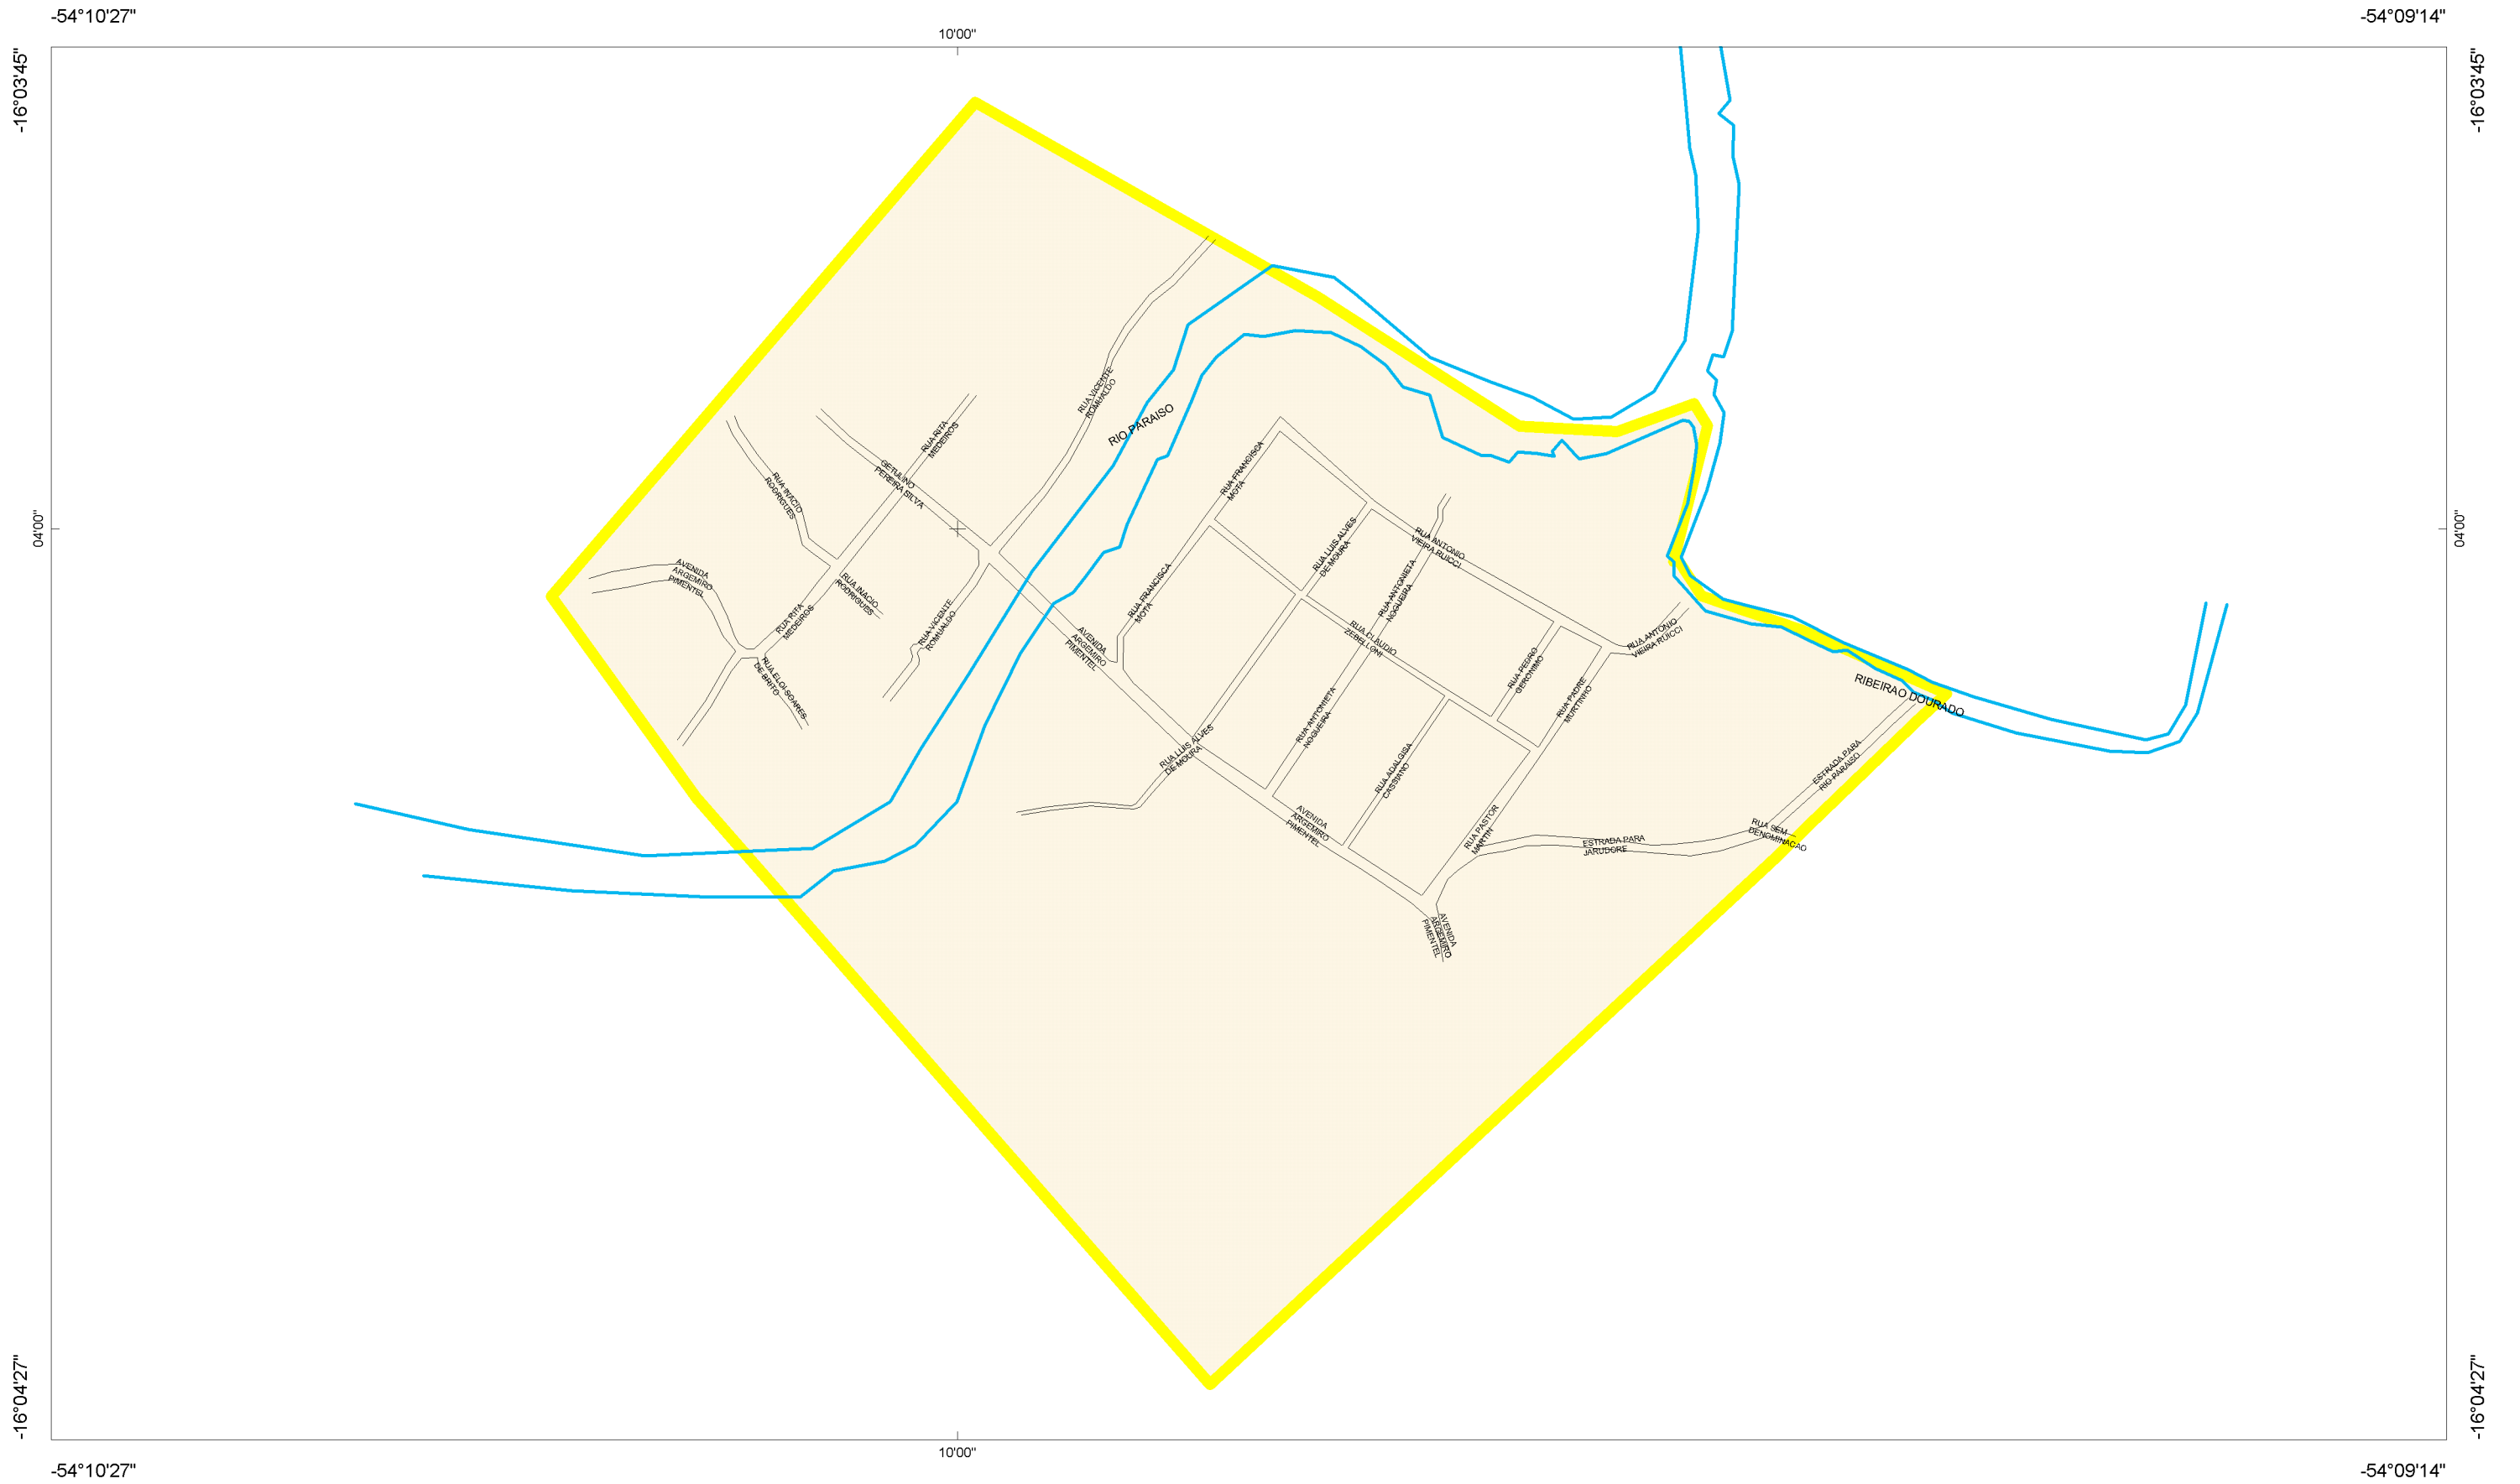 -54°10'27"
-54°09'14"
10'00"
-16°03'45"
-16°03'45"
RUA VICENTE
ROMUALDO
RIO PARAISO
RUA RITA
MEDEIROS
GETULINO
PEREIRA SILVA
RUA INACIO
RODRIGUES
RUA FRANCISCA
MOTA
04'00"
04'00"
RUA LUIS ALVES
DE MOURA
RUA ANTONIO
VIEIRA RUICCI
AVENIDA
ARGEMIRO
PIMENTEL
RUA INACIO
RODRIGUES
RUA FRANCISCA
MOTA
RUA ANTONIETA
NOGUEIRA
RUA RITA
MEDEIROS
RUA VICENTE
ROMUALDO
AVENIDA
ARGEMIRO
PIMENTEL
RUA CLAUDIO
ZEBELLONI
RUA ANTONIO
VIEIRA RUICCI
RUA ELOI SOARES
DE BRITO
RUA PEDRO
GERONIMO
RUA PADRE
MURTINHO
RIBEIRAO DOURADO
RUA ANTONIETA
NOGUEIRA
RUA LUIS ALVES
DE MOURA
RUA ADALGISA
CASSIANO
ESTRADA PARA
RIO PARAISO
AVENIDA
ARGEMIRO
PIMENTEL
RUA PASTOR
MARTIN
ESTRADA PARA
JARUDORE
RUA SEM
DENOMINACAO
AVENIDA
ARGEMIRO
PIMENTEL
-16°04'27"
-16°04'27"
10'00"
-54°10'27"
-54°09'14"